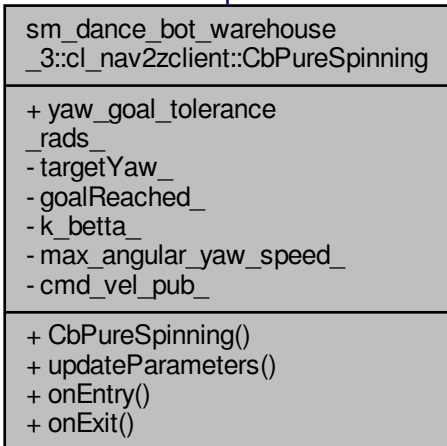 sm_dance_bot_warehouse
_3::cl_nav2zclient::CbPureSpinning
+ yaw_goal_tolerance
_rads_
- targetYaw_
- goalReached_
- k_betta_
- max_angular_yaw_speed_
- cmd_vel_pub_
+ CbPureSpinning()
+ updateParameters()
+ onEntry()
+ onExit()